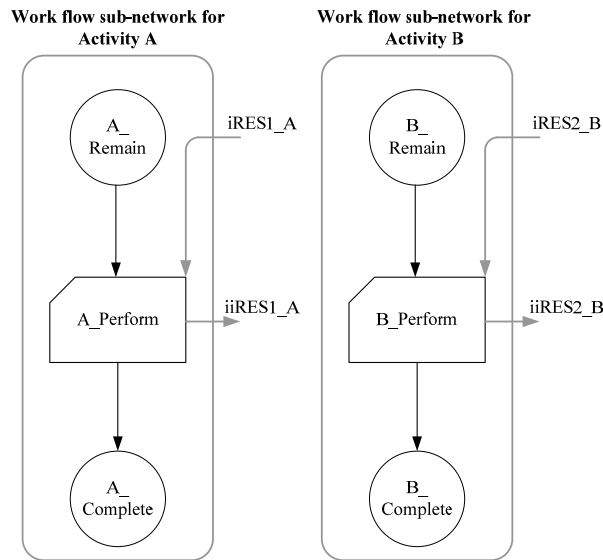 Work flow sub-network for
Activity A
A_
Remain
iRES1_A
A_Perform
iiRES1_A
A_
Complete
Work flow sub-network for
Activity B
B_
Remain
iRES2_B
B_Perform
iiRES2_B
B_
Complete